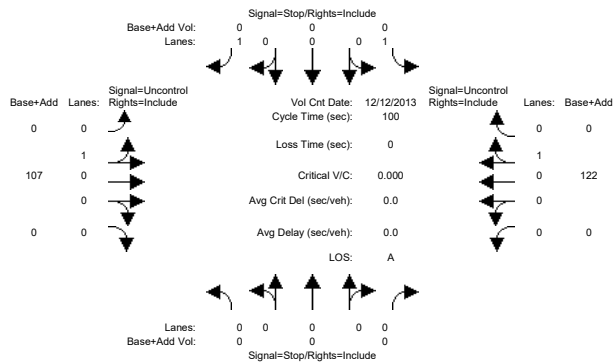 Signal=Stop/Rights=Include
Base+Add Vol: 0 0 0
Lanes: 1 0 0 0 1
Signal=Uncontrol
Base+Add Lanes: Rights=Include
Vol Cnt Date: 12/12/2013
Signal=Uncontrol
Rights=Include Lanes: Base+Add
Cycle Time (sec): 100
0 0
0 0
Loss Time (sec): 0
1
1
107 0
Critical V/C: 0.000
0 122
0
Avg Crit Del (sec/veh): 0.0
0
0 0
Avg Delay (sec/veh): 0.0
0 0
LOS: A
Lanes: 0 0 0 0 0
Base+Add Vol: 0 0 0
Signal=Stop/Rights=Include